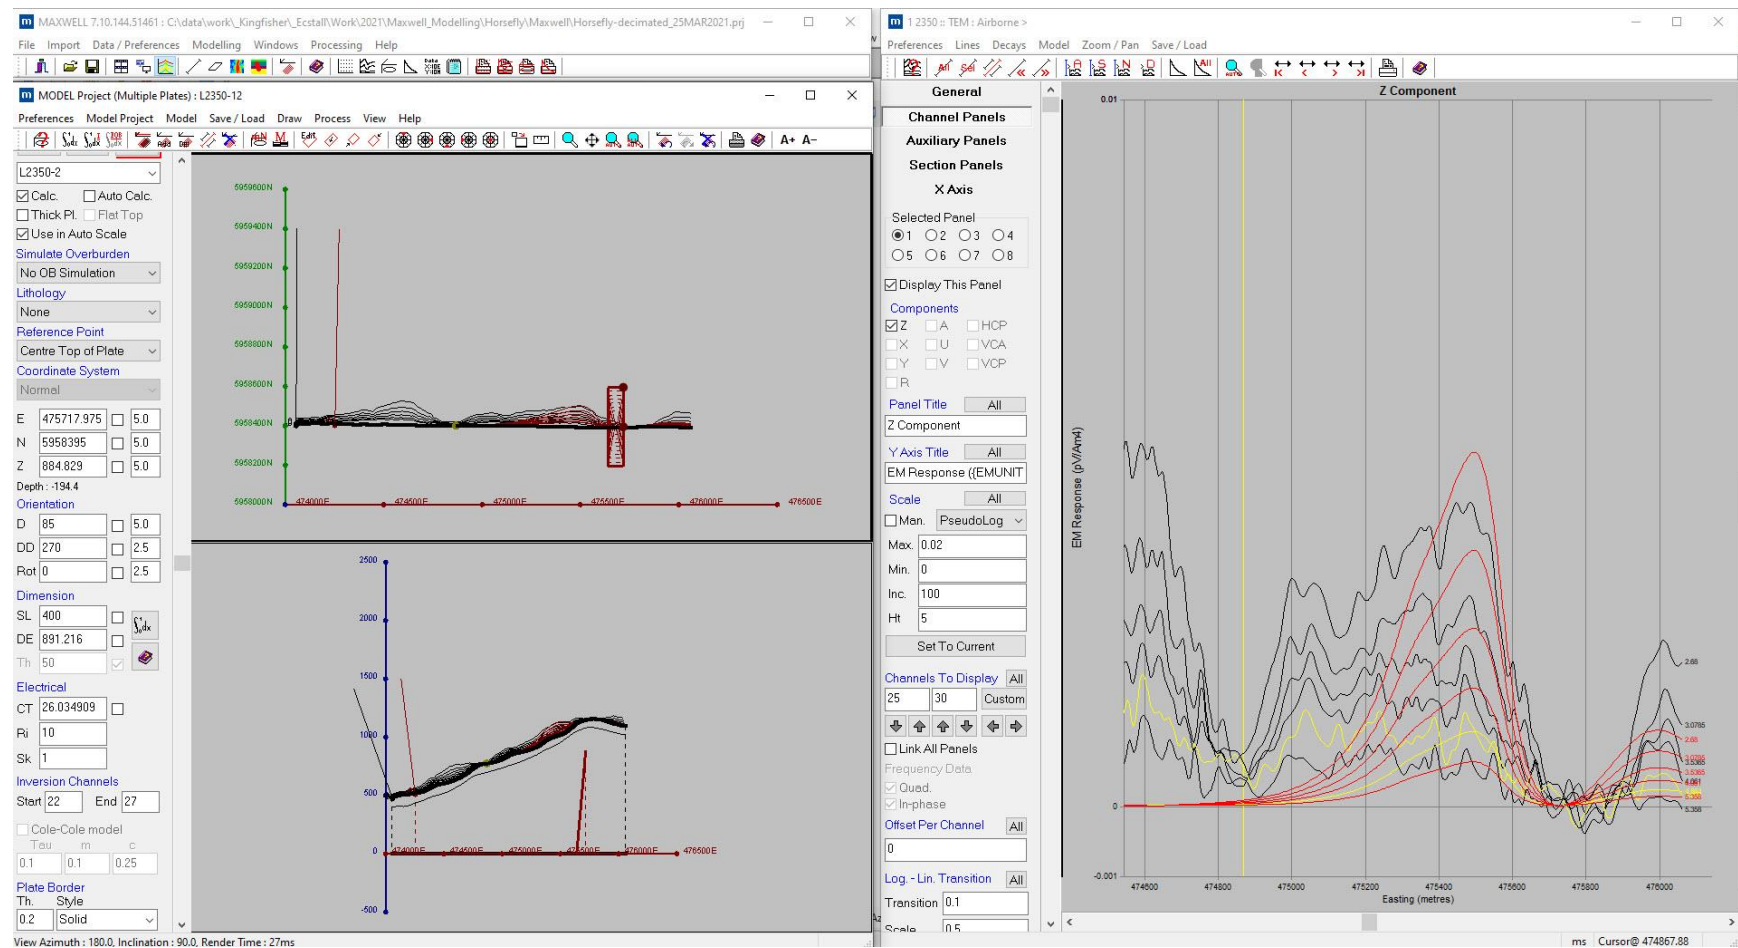 MAXWELL 7.10.144.51461 : C:\data\work\_Kingfisher\_Ecstall\Work\2021\Maxwell_Modelling\Horsefly\Maxwell\Horsefly-decimated_25MAR2021.prj
File Import Data / Preferences Modelling Windows Processing Help
MODEL Project (Multiple Plates) : L2350-12
Preferences Model Project Model Save / Load Draw Process View Help
A+ A-
L2350-2
Calc. Auto Calc.
Thick Pl. Flat Top
Use in Auto Scale
Simulate Overburden
No OB Simulation
Lithology
None
Reference Point
Centre Top of Plate
Coordinate System
Normal
E 475717.975 5.0
N 5958395 5.0
Z 884.829 5.0
Depth : -194.4
Orientation
D 85 5.0
DD 270 2.5
Rot 0 2.5
Dimension
SL 400
DE 891.216
Th 50
Electrical
CT 26.034909
Ri 10
Sk 1
Inversion Channels
Start 22 End 27
Cole-Cole model
Tau m c
0.1 0.1 0.25
Plate Border
Th. Style
0.2 Solid
View Azimuth : 180.0, Inclination : 90.0, Render Time : 27ms
5959600N
5959400N
5959200N
5959000N
5958800N
5958600N
5958400N
5958200N
5958000N
474000E 474500E 475000E 475500E 476000E 476500E
2500
2000
1500
1000
500
0
474000E 474500E 475000E 475500E 476000E 476500E
-500
1 2350 :: TEM : Airborne >
Preferences Lines Decays Model Zoom / Pan Save / Load
General
Channel Panels
Auxiliary Panels
Section Panels
X Axis
Selected Panel
1 2 3 4
5 6 7 8
Display This Panel
Components
Z A HCP
X U VCA
Y V VCP
R
Panel Title All
Z Component
Y Axis Title All
EM Response ({EMUNIT
Scale All
Man. PseudoLog
Max. 0.02
Min. 0
Inc. 100
Ht 5
Set To Current
Channels To Display All
25 30 Custom
Link All Panels
Frequency Data
Quad.
In-phase
Offset Per Channel All
0
Log. - Lin. Transition All
Transition 0.1
Scale 0.5
Z Component
0.01
EM Response (pV/Am4)
0
-0.001
2.68
3.0785
2.68
5.358
474600 474800 475000 475200 475400 475600 475800 476000
Easting (metres)
ms Cursor@ 474867.88